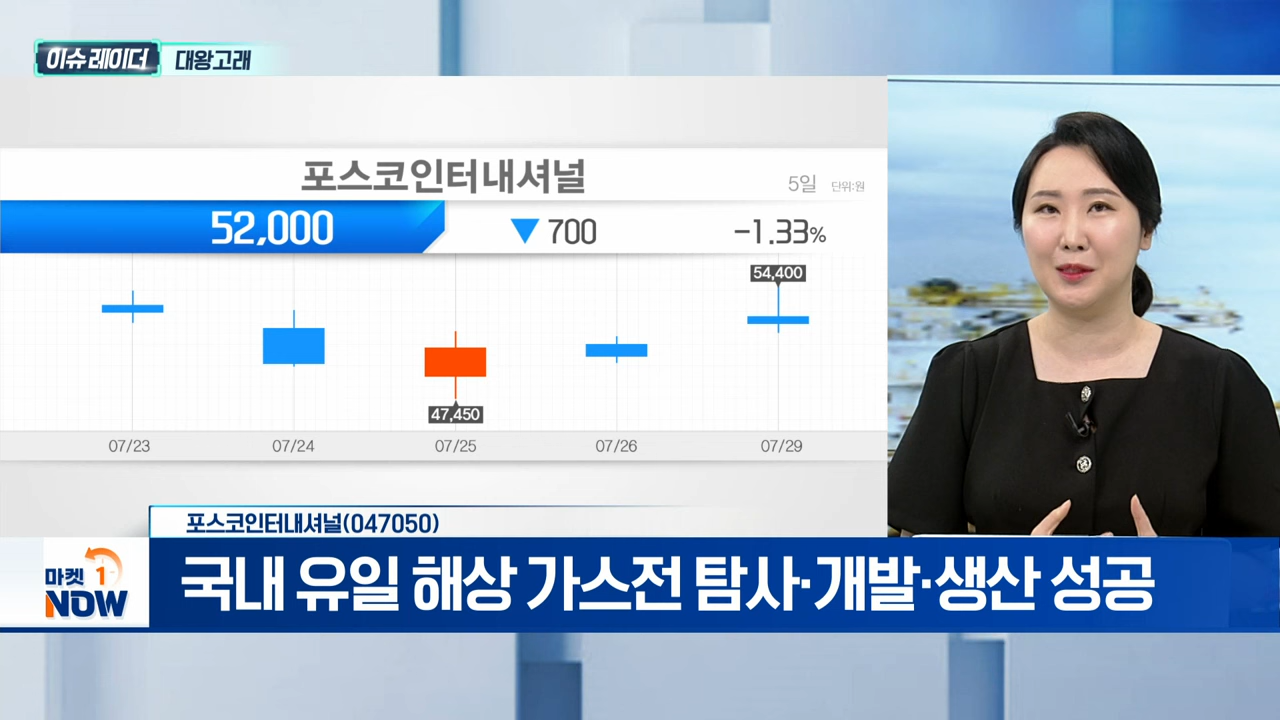 이슈 레이더 대왕고래
포스코인터내셔널
5일 단위:원
52,000 ▼ 700 -1.33%
54,400
47,450
07/23 07/24 07/25 07/26 07/29
포스코인터내셔널(047050)
마켓 1
NOW
국내 유일 해상 가스전 탐사·개발·생산 성공